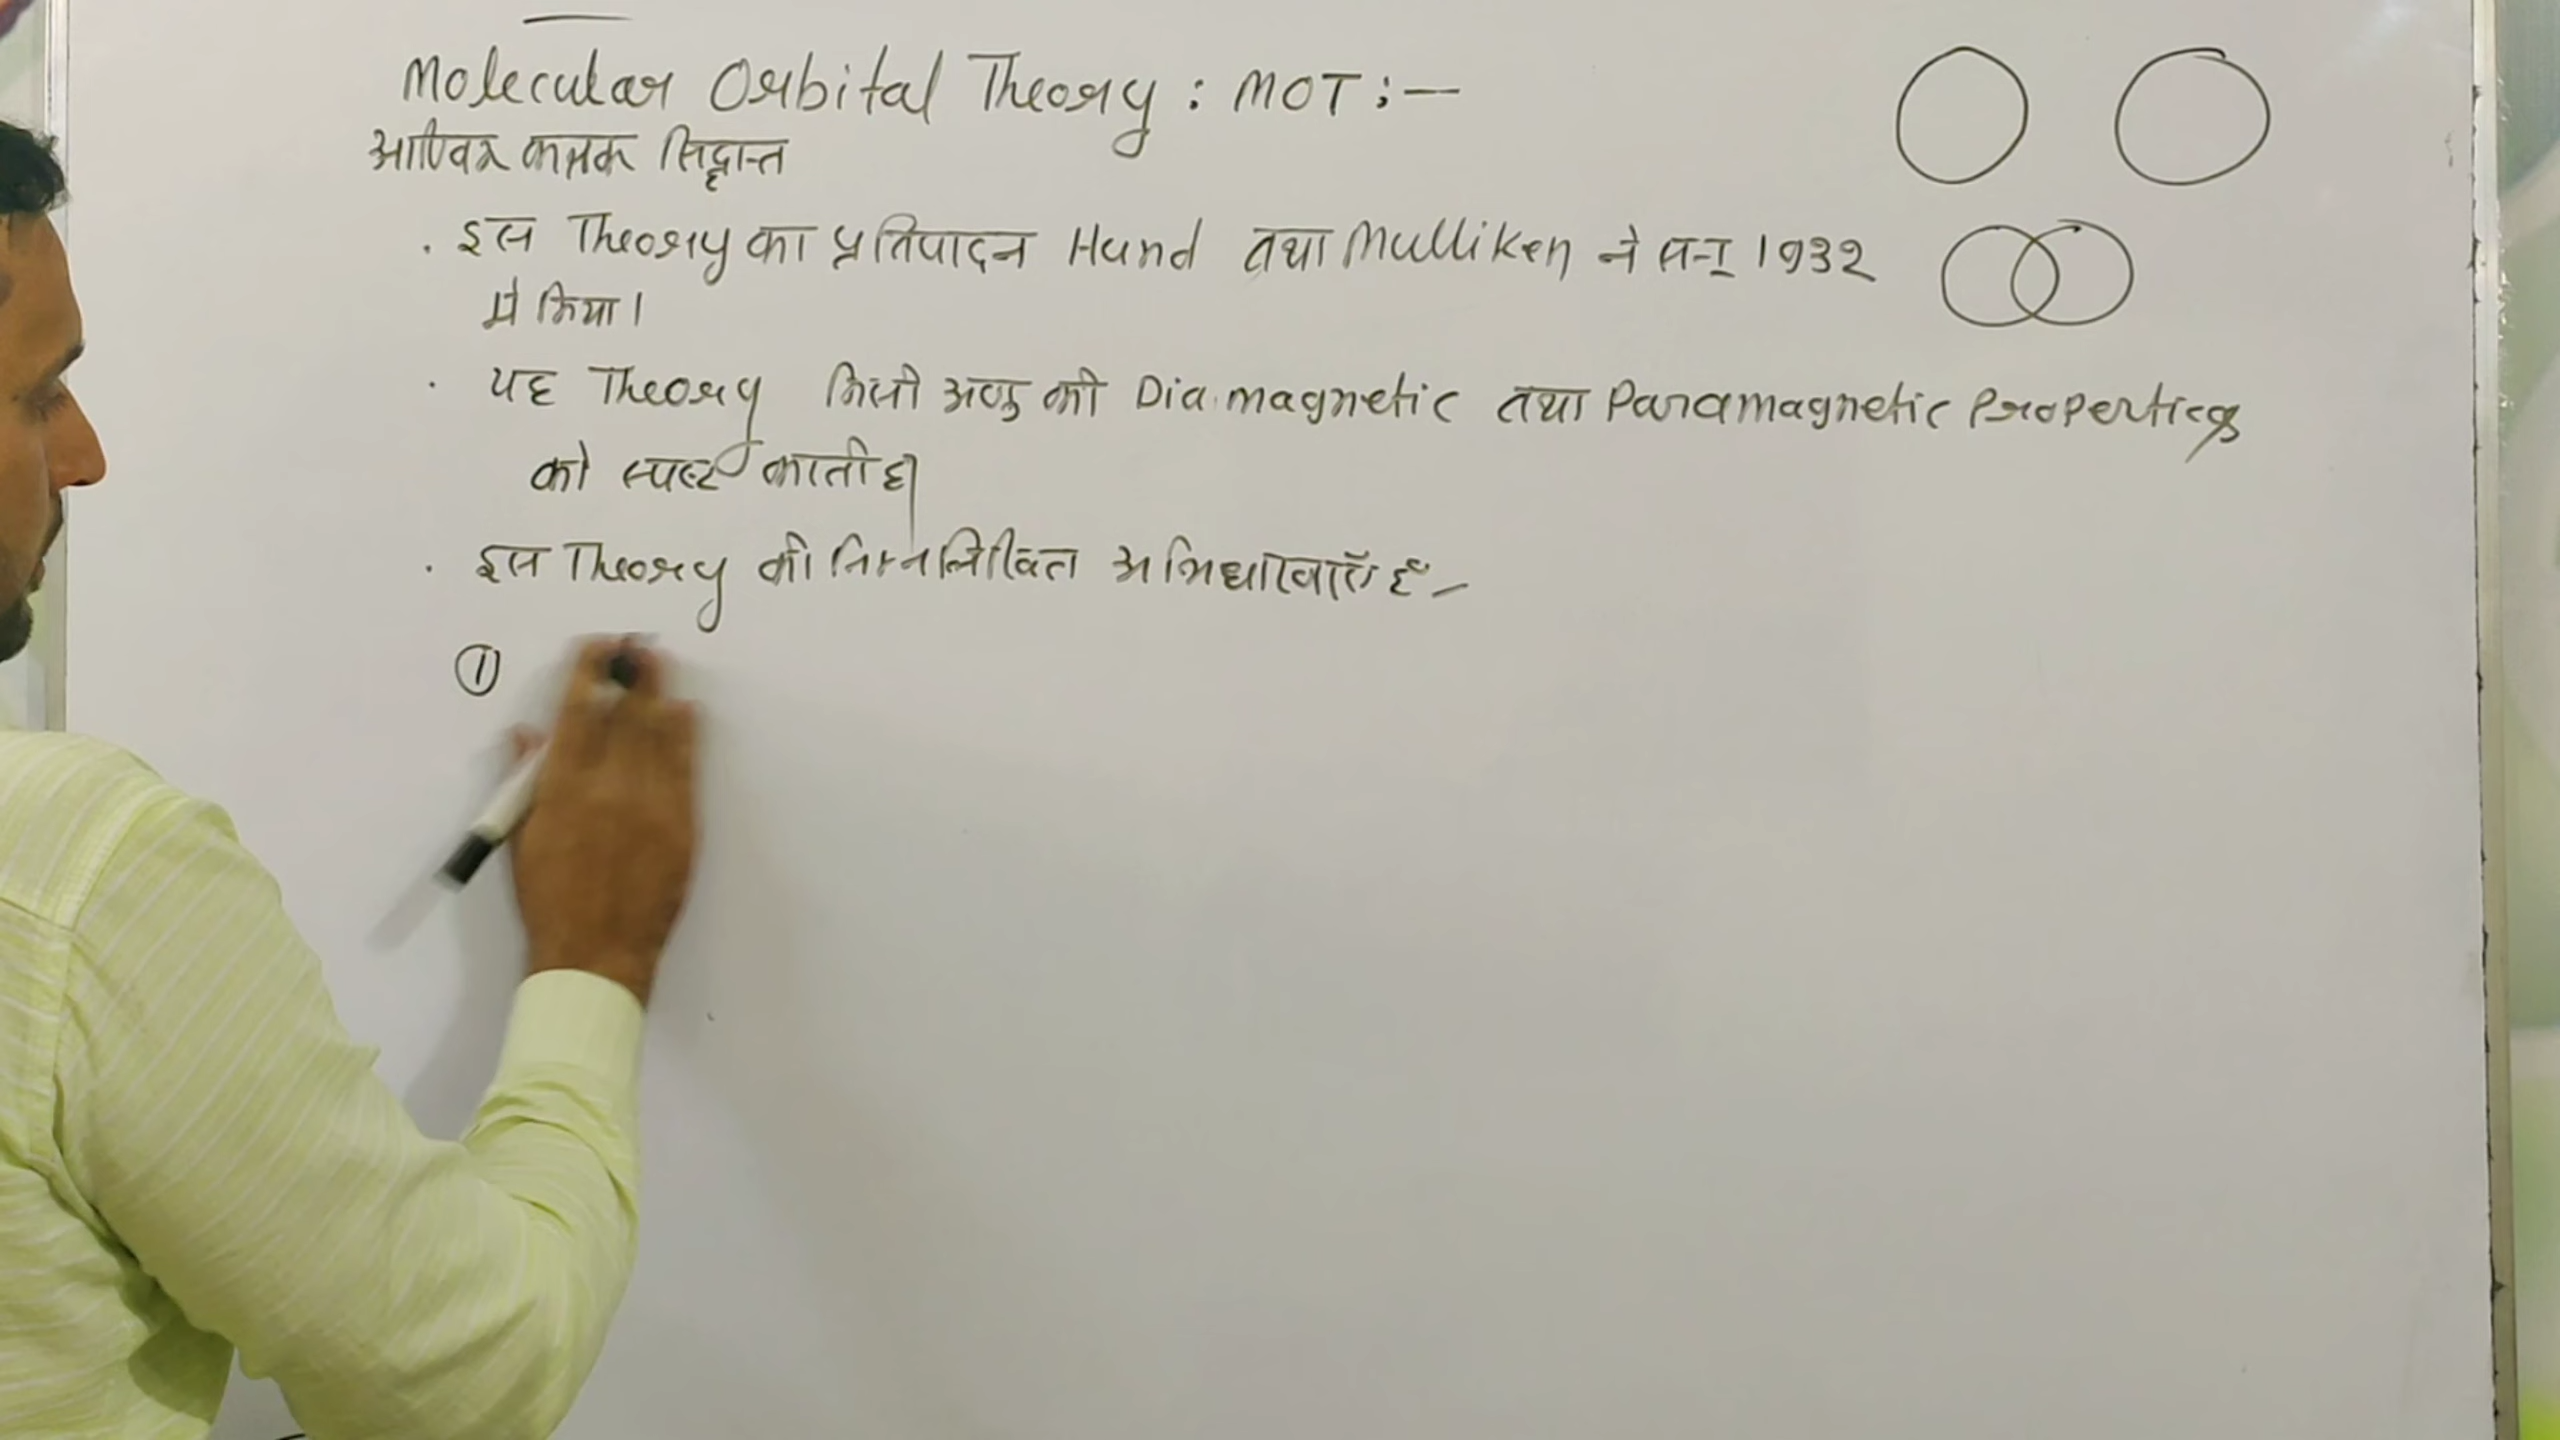 Molecular Orbital Theory : MOT :—
आण्विक कक्षक सिद्धान्त
. इस Theory का प्रतिपादन Hund तथा Mulliken ने सन् 1932
में किया।
. यह Theory किसी अणु की Dia.magnetic तथा Paramagnetic Properties
को स्पष्ट करती है।
. इस Theory की निम्नलिखित अभिधारणाएँ हैं-
①